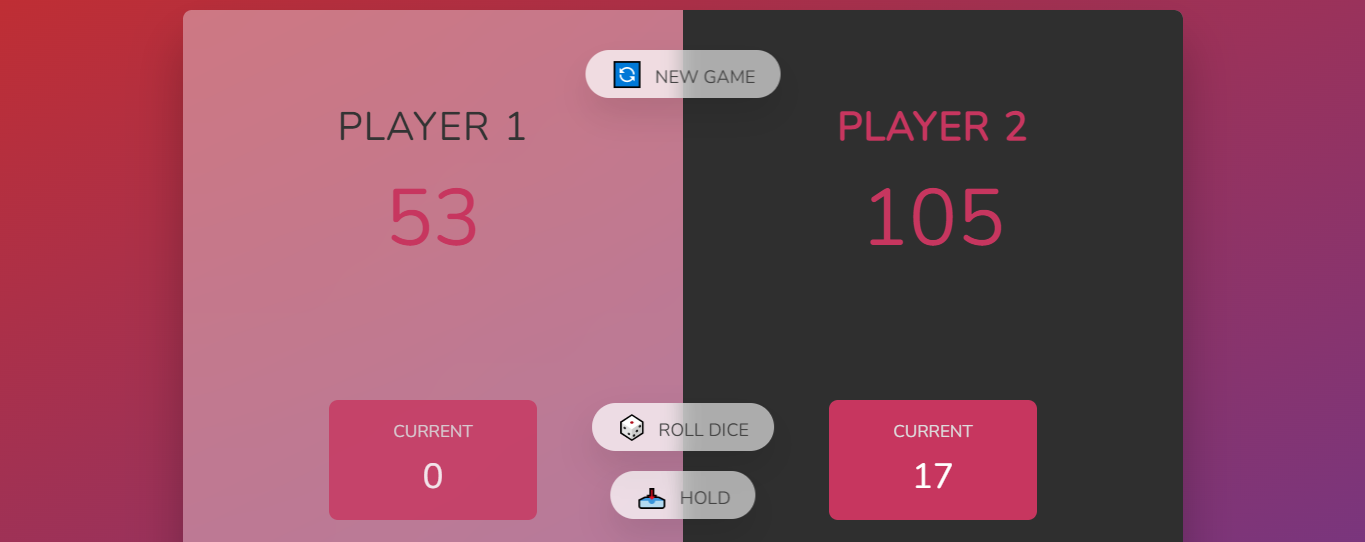 NEW GAME
PLAYER 1
53
CURRENT
0
PLAYER 2
105
CURRENT
17
ROLL DICE
HOLD